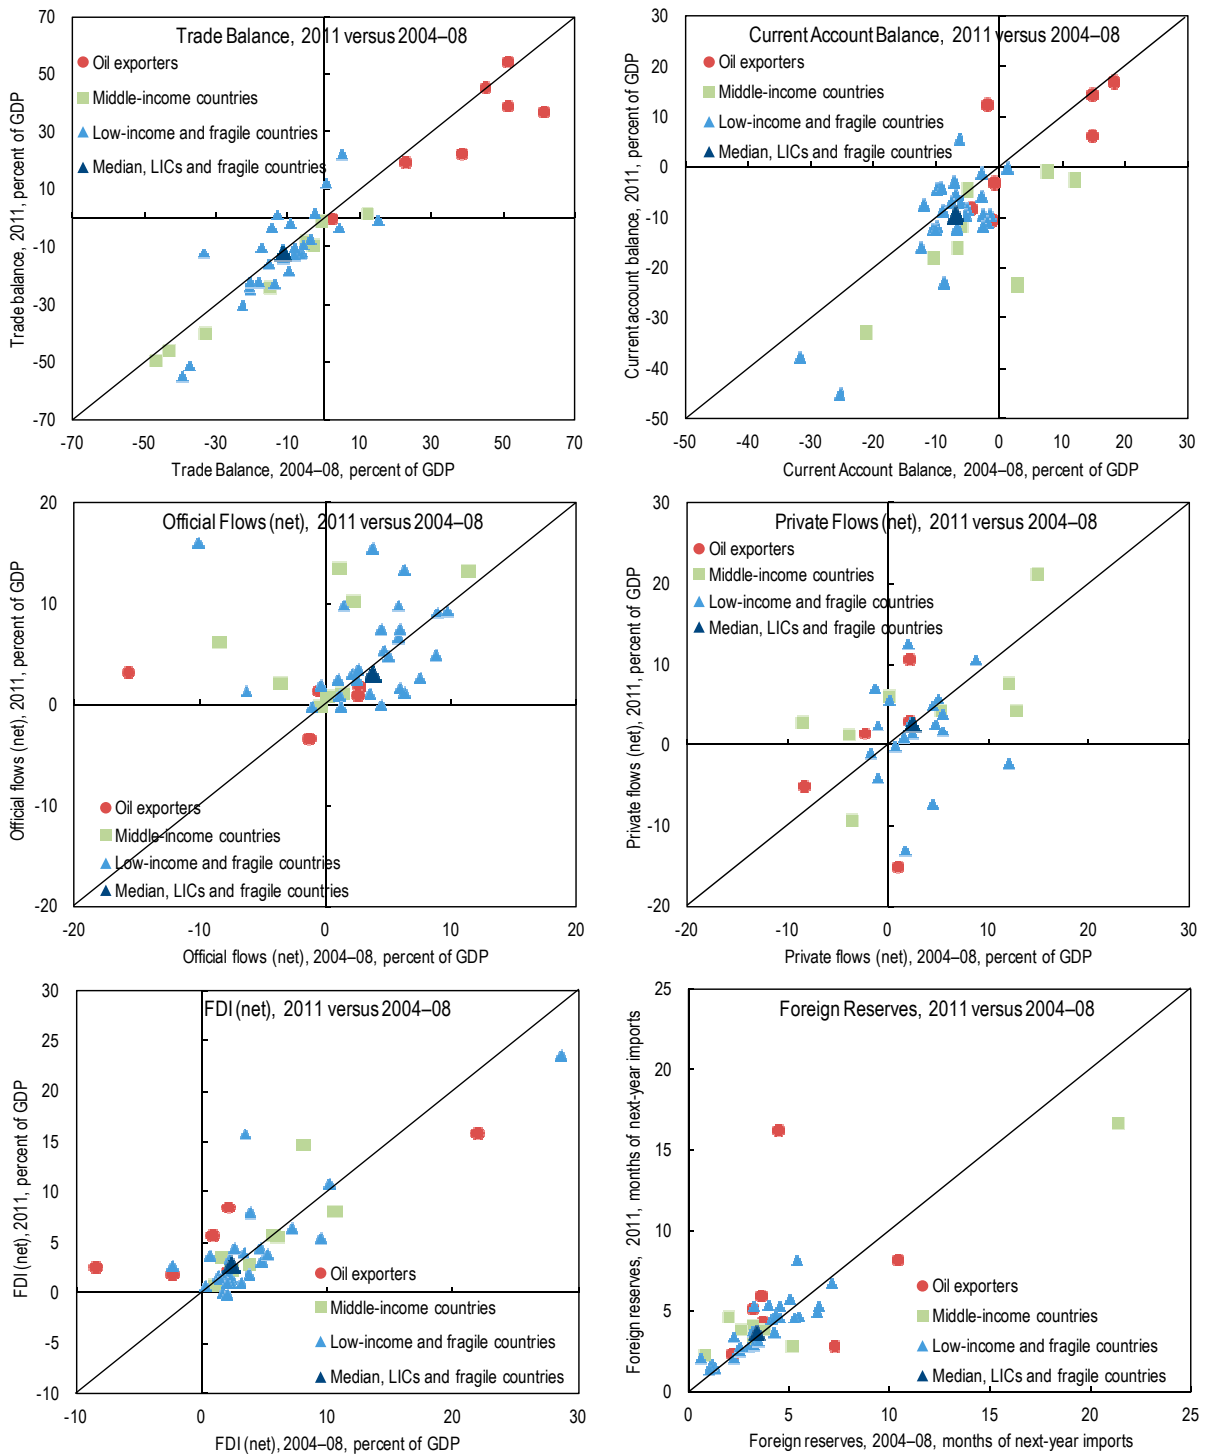 Trade Balance, 2011 versus 2004–08
Oil exporters
Middle-income countries
Low-income and fragile countries
Median, LICs and fragile countries
Trade balance, 2011, percent of GDP
70
50
30
10
-10
-30
-50
-70
-70 -50 -30 -10 10 30 50 70
Trade Balance, 2004–08, percent of GDP
Current Account Balance, 2011 versus 2004–08
Oil exporters
Middle-income countries
Low-income and fragile countries
Median, LICs and fragile countries
Current account balance, 2011, percent of GDP
30
20
10
0
-10
-20
-30
-40
-50
-50 -40 -30 -20 -10 0 10 20 30
Current Account Balance, 2004–08, percent of GDP
Official Flows (net), 2011 versus 2004–08
Official flows (net), 2011, percent of GDP
20
10
0
-10
-20
Oil exporters
Middle-income countries
Low-income and fragile countries
Median, LICs and fragile countries
-20 -10 0 10 20
Official flows (net), 2004–08, percent of GDP
Private Flows (net), 2011 versus 2004–08
Oil exporters
Middle-income countries
Low-income and fragile countries
Median, LICs and fragile countries
Private flows (net), 2011, percent of GDP
30
20
10
0
-10
-20
-20 -10 0 10 20 30
Private flows (net), 2004–08, percent of GDP
FDI (net), 2011 versus 2004–08
FDI (net), 2011, percent of GDP
30
25
20
15
10
5
0
-5
-10
Oil exporters
Middle-income countries
Low-income and fragile countries
Median, LICs and fragile countries
-10 0 10 20 30
FDI (net), 2004–08, percent of GDP
Foreign Reserves, 2011 versus 2004–08
Foreign reserves, 2011, months of next-year imports
25
20
15
10
5
0
Oil exporters
Middle-income countries
Low-income and fragile countries
Median, LICs and fragile countries
0 5 10 15 20 25
Foreign reserves, 2004–08, months of next-year imports